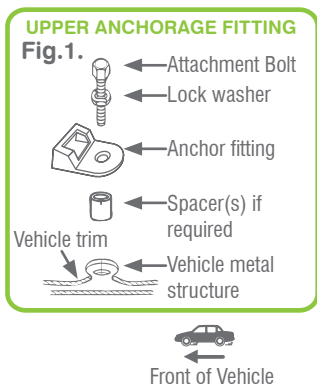 UPPER ANCHORAGE FITTING
Fig.1.
Attachment Bolt
Lock washer
Anchor fitting
Spacer(s) if
required
Vehicle trim
Vehicle metal
structure
Front of Vehicle